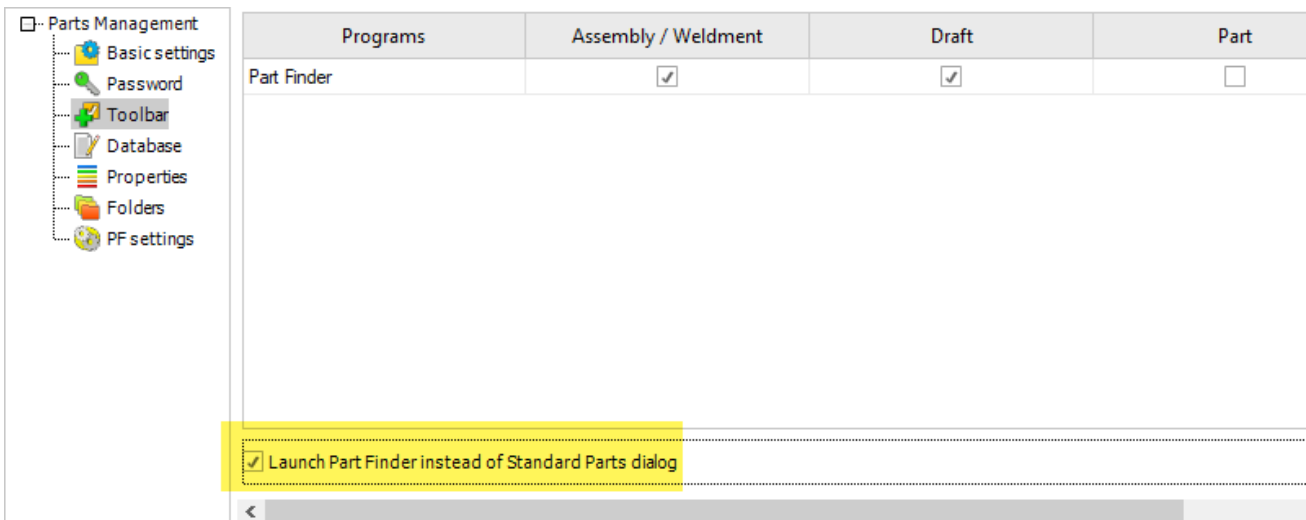 Parts Management
Basic settings
Password
Toolbar
Database
Properties
Folders
PF settings
Programs Assembly / Weldment Draft Part
Part Finder
Launch Part Finder instead of Standard Parts dialog